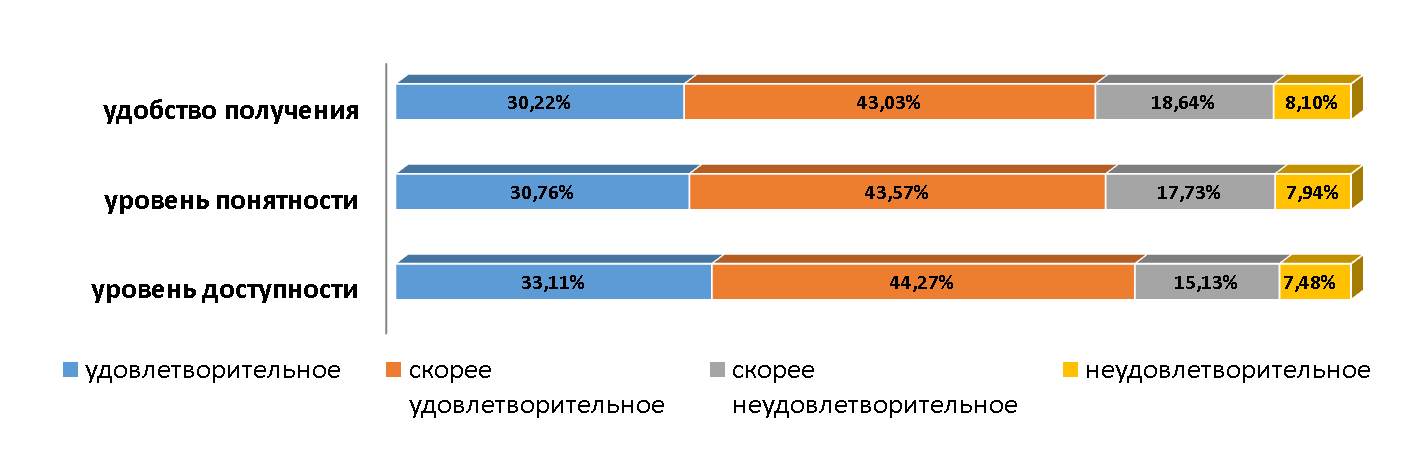 удобство получения
30,22%
43,03%
18,64%
8,10%
уровень понятности
30,76%
43,57%
17,73%
7,94%
уровень доступности
33,11%
44,27%
15,13%
7,48%
удовлетворительное
скорее
удовлетворительное
скорее
неудовлетворительное
неудовлетворительное